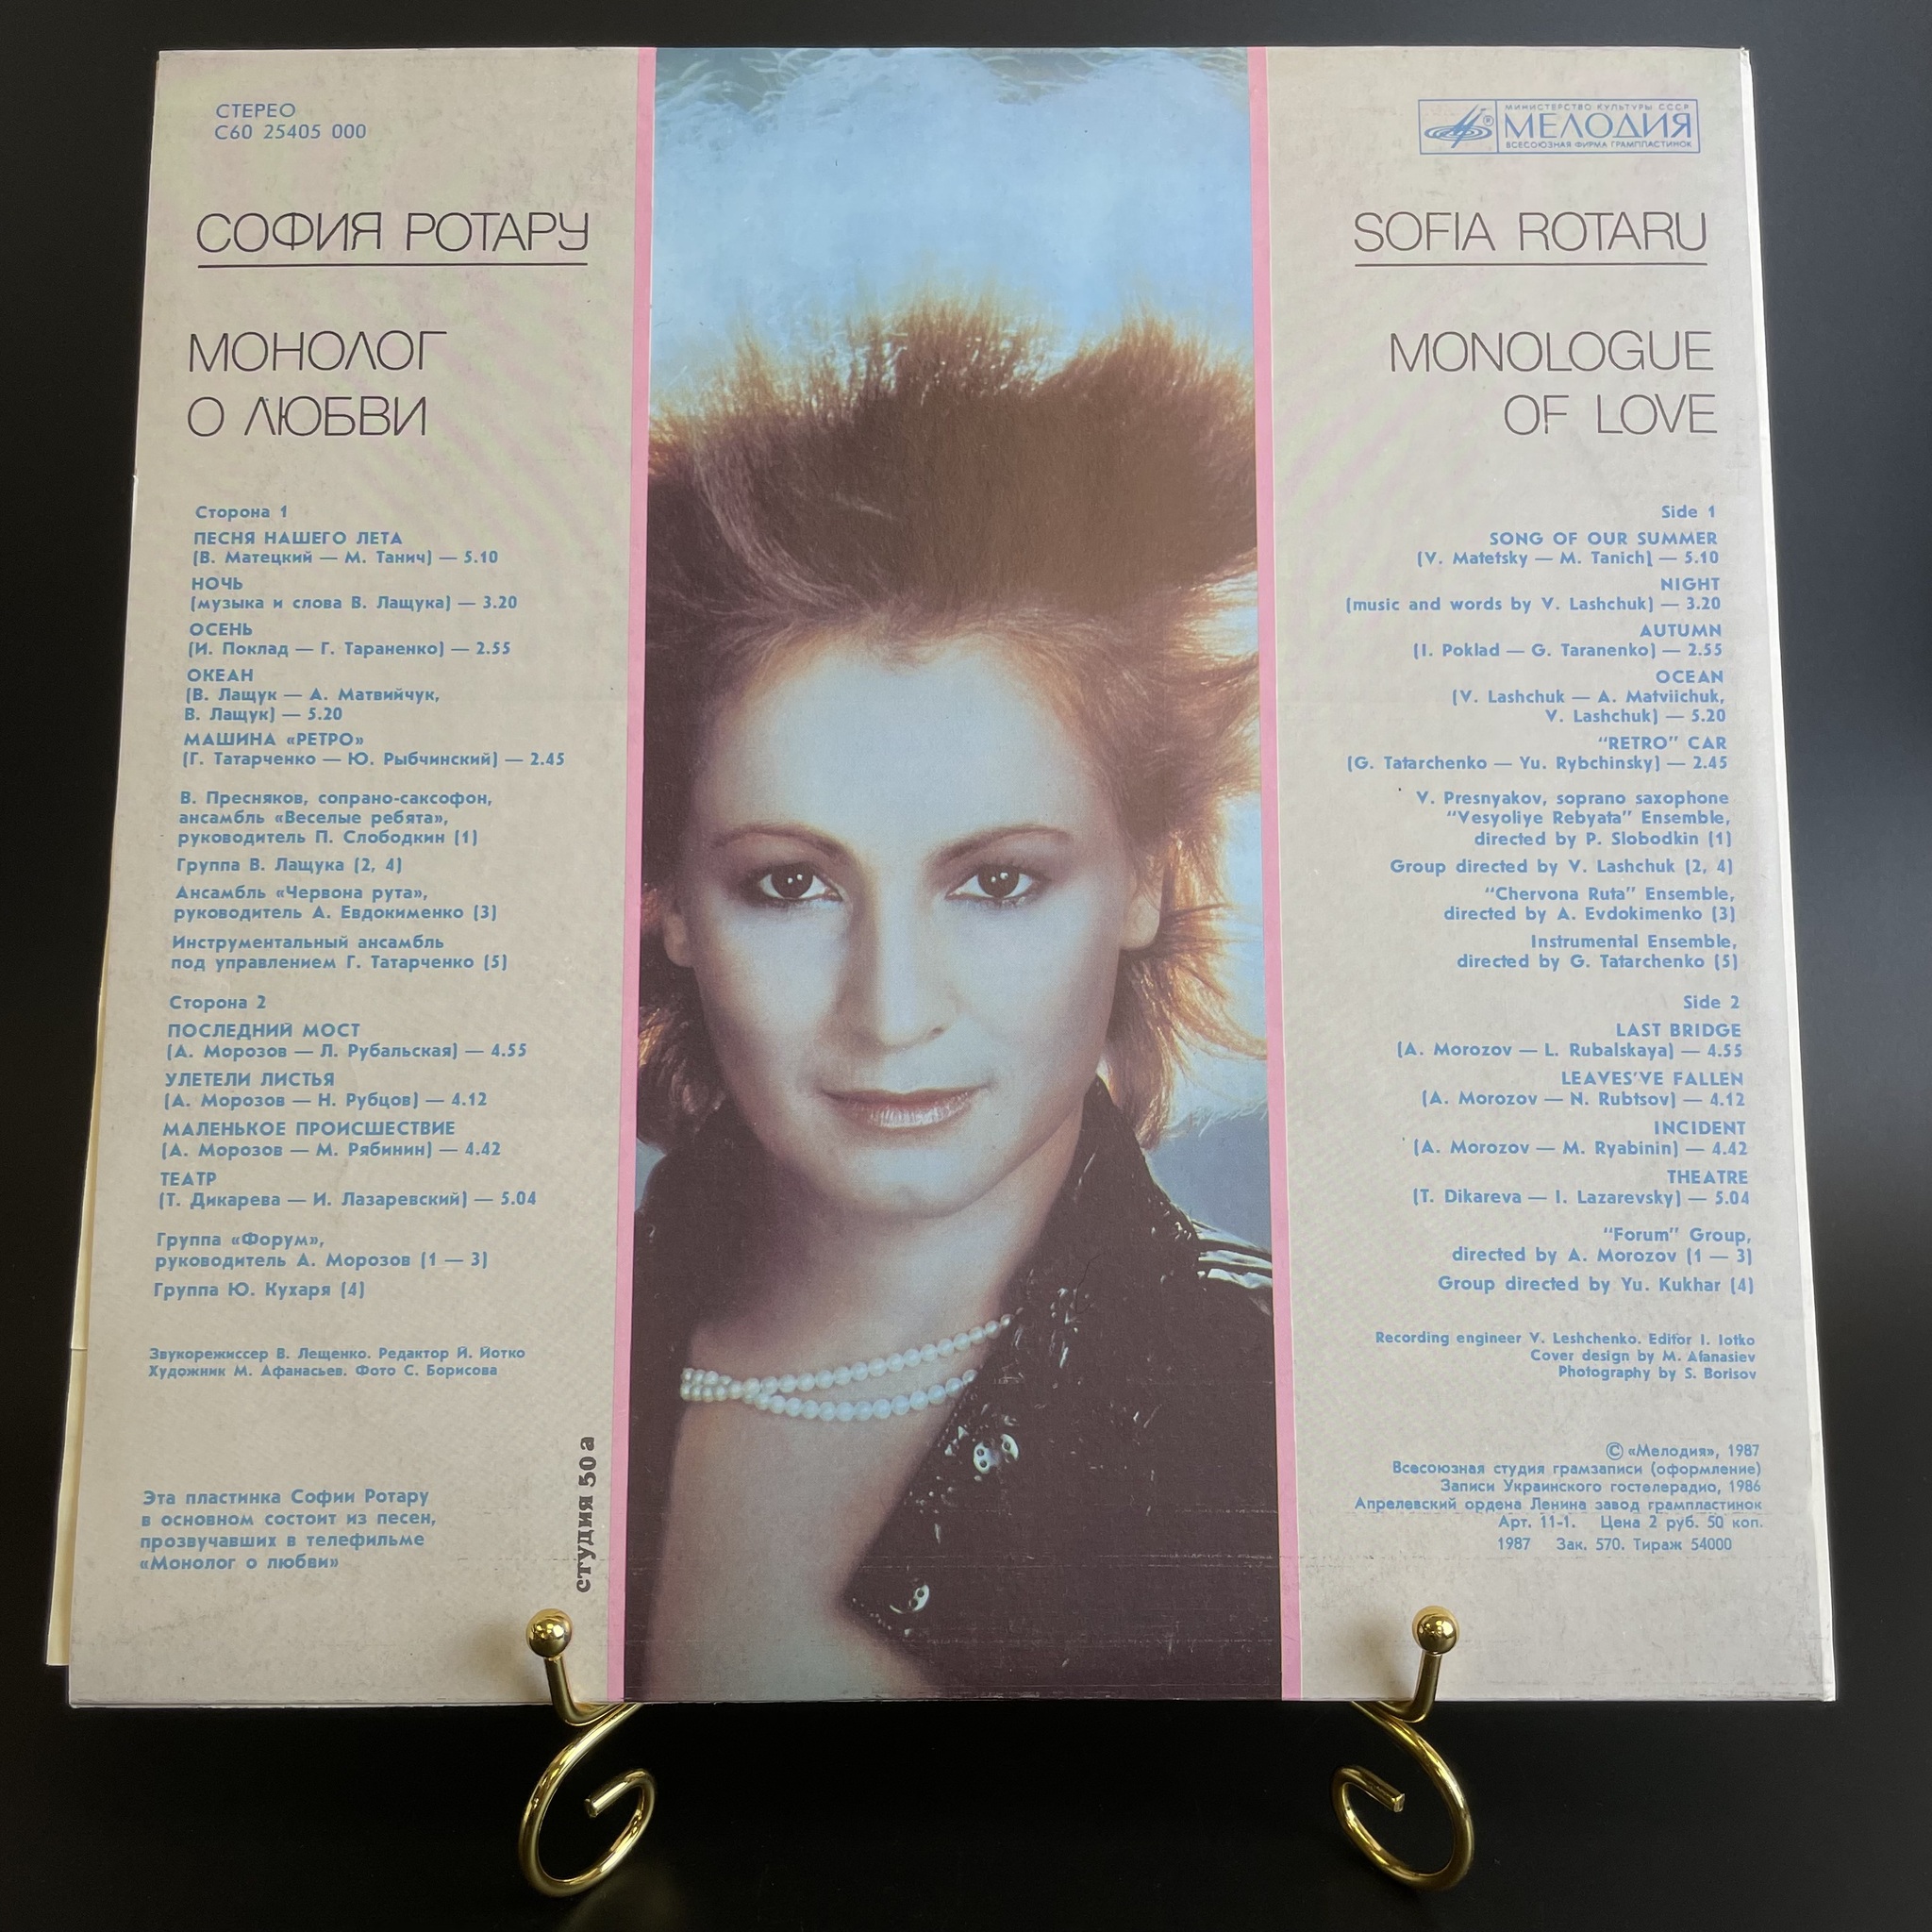 СТЕРЕО
С60 25405 000
СОФИЯ РОТАРУ
МОНОЛОГ
О ЛЮБВИ
Сторона 1
ПЕСНЯ НАШЕГО ЛЕТА
(В. Матецкий — М. Танич) — 5.10
НОЧЬ
(музыка и слова В. Лащука) — 3.20
ОСЕНЬ
(И. Поклад — Г. Тараненко) — 2.55
ОКЕАН
(В. Лащук — А. Матвийчук,
В. Лащук) — 5.20
МАШИНА «РЕТРО»
(Г. Татарченко — Ю. Рыбчинский) — 2.45
В. Пресняков, сопрано-саксофон,
ансамбль «Веселые ребята»,
руководитель П. Слободкин (1)
Группа В. Лащука (2, 4)
Ансамбль «Червона рута»,
руководитель А. Евдокименко (3)
Инструментальный ансамбль
под управлением Г. Татарченко (5)
Сторона 2
ПОСЛЕДНИЙ МОСТ
(А. Морозов — Л. Рубальская) — 4.55
УЛЕТЕЛИ ЛИСТЬЯ
(А. Морозов — Н. Рубцов) — 4.12
МАЛЕНЬКОЕ ПРОИСШЕСТВИЕ
(А. Морозов — М. Рябинин) — 4.42
ТЕАТР
(Т. Дикарева — И. Лазаревский) — 5.04
Группа «Форум»,
руководитель А. Морозов (1 — 3)
Группа Ю. Кухаря (4)
Звукорежиссер В. Лещенко. Редактор Й. Йотко
Художник М. Афанасьев. Фото С. Борисова
Эта пластинка Софии Ротару
в основном состоит из песен,
прозвучавших в телефильме
«Монолог о любви»
студия 50 а
МИНИСТЕРСТВО КУЛЬТУРЫ СССР
® МЕЛОДИЯ
ВСЕСОЮЗНАЯ ФИРМА ГРАМПЛАСТИНОК
SOFIA ROTARU
MONOLOGUE
OF LOVE
Side 1
SONG OF OUR SUMMER
(V. Matetsky — M. Tanich) — 5.10
NIGHT
(music and words by V. Lashchuk) — 3.20
AUTUMN
(I. Poklad — G. Taranenko) — 2.55
OCEAN
(V. Lashchuk — A. Matviichuk,
V. Lashchuk) — 5.20
“RETRO” CAR
(G. Tatarchenko — Yu. Rybchinsky) — 2.45
V. Presnyakov, soprano saxophone
“Vesyoliye Rebyata” Ensemble,
directed by P. Slobodkin (1)
Group directed by V. Lashchuk (2, 4)
“Chervona Ruta” Ensemble,
directed by A. Evdokimenko (3)
Instrumental Ensemble,
directed by G. Tatarchenko (5)
Side 2
LAST BRIDGE
(A. Morozov — L. Rubalskaya) — 4.55
LEAVES'VE FALLEN
(A. Morozov — N. Rubtsov) — 4.12
INCIDENT
(A. Morozov — M. Ryabinin) — 4.42
THEATRE
(T. Dikareva — I. Lazarevsky) — 5.04
“Forum” Group,
directed by A. Morozov (1 — 3)
Group directed by Yu. Kukhar (4)
Recording engineer V. Leshchenko. Editor I. Iotko
Cover design by M. Afanasiev
Photography by S. Borisov
© «Мелодия», 1987
Всесоюзная студия грамзаписи (оформление)
Записи Украинского гостелерадио, 1986
Апрелевский ордена Ленина завод грампластинок
Арт. 11-1. Цена 2 руб. 50 коп.
1987 Зак. 570. Тираж 54000